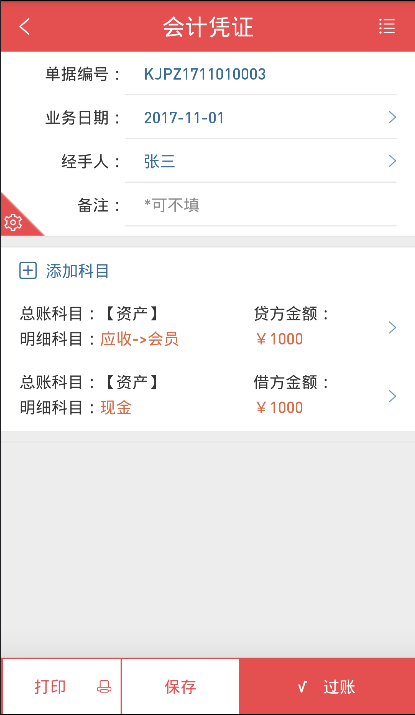 会计凭证
单据编号： KJPZ1711010003
业务日期： 2017-11-01
经手人： 张三
备注： *可不填
添加科目
总账科目：【资产】 贷方金额：
明细科目：应收->会员 ￥1000
总账科目：【资产】 借方金额：
明细科目：现金 ￥1000
打印 保存 √ 过账